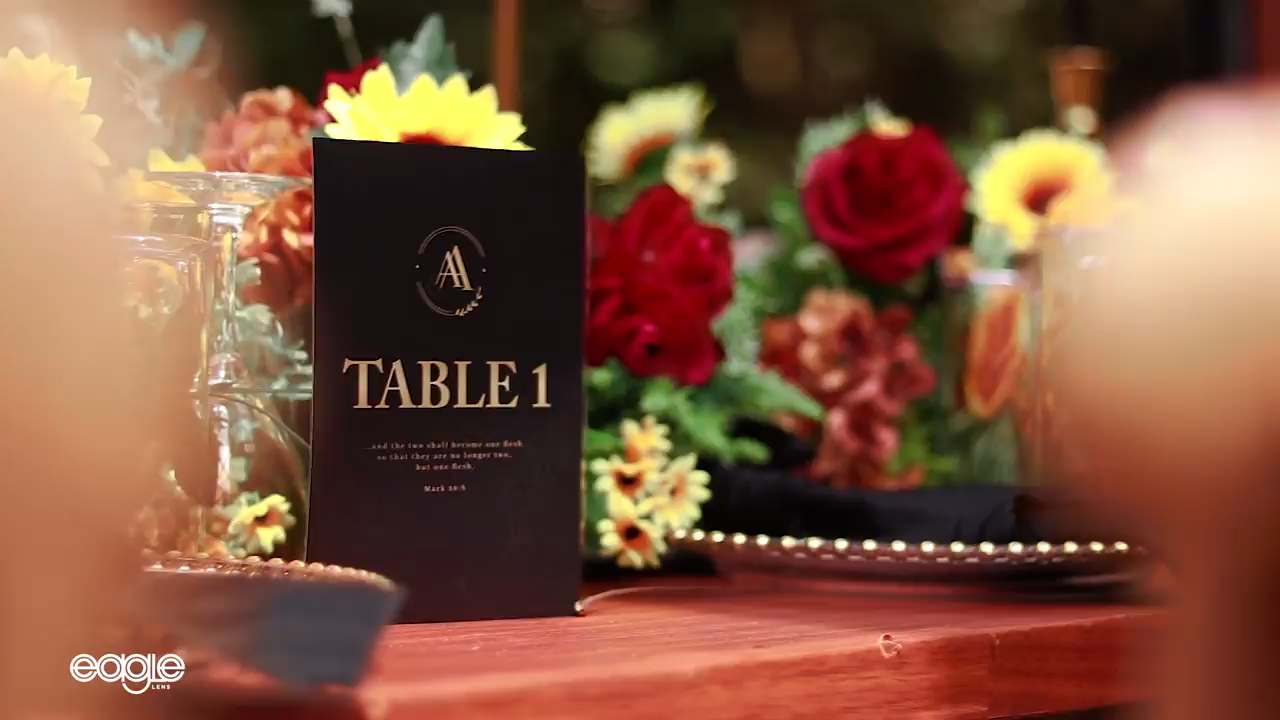 AA
TABLE 1
...and the two shall become one flesh.
so that they are no longer two,
but one flesh.
Mark 10:8
eagle
LENS